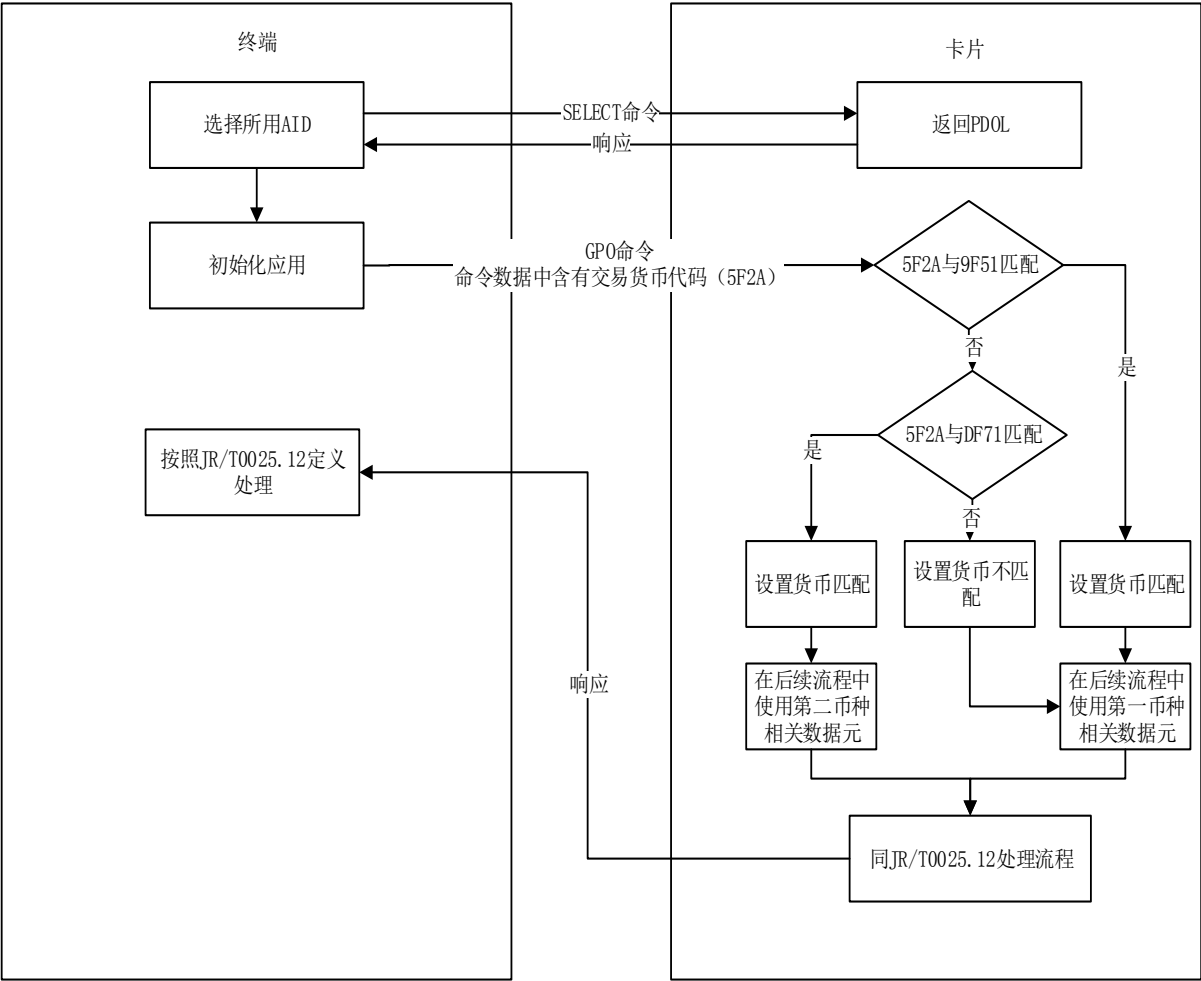 终端
卡片
选择所用AID
SELECT命令
响应
返回PDOL
初始化应用
GPO命令
命令数据中含有交易货币代码（5F2A）
5F2A与9F51匹配
否
是
5F2A与DF71匹配
是
否
按照JR/T0025.12定义
处理
设置货币匹配
设置货币不匹
配
设置货币匹配
响应
在后续流程中
使用第二币种
相关数据元
在后续流程中
使用第一币种
相关数据元
同JR/T0025.12处理流程